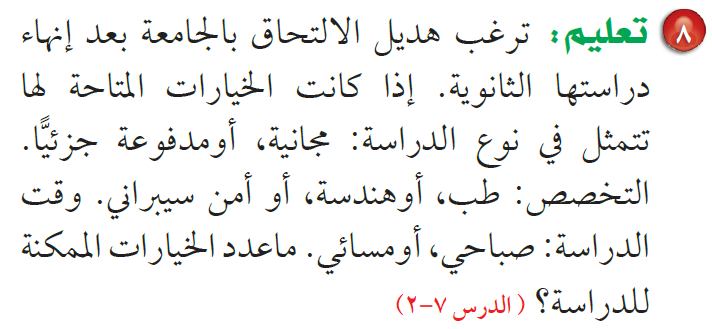 ٨ تعليم: ترغب هديل الالتحاق بالجامعة بعد إنهاء
دراستها الثانوية. إذا كانت الخيارات المتاحة لها
تتمثل في نوع الدراسة: مجانية، أومدفوعة جزئيًّا.
التخصص: طب، أوهندسة، أو أمن سيبراني. وقت
الدراسة: صباحي، أومسائي. ماعدد الخيارات الممكنة
للدراسة؟ (الدرس ٧-٢)